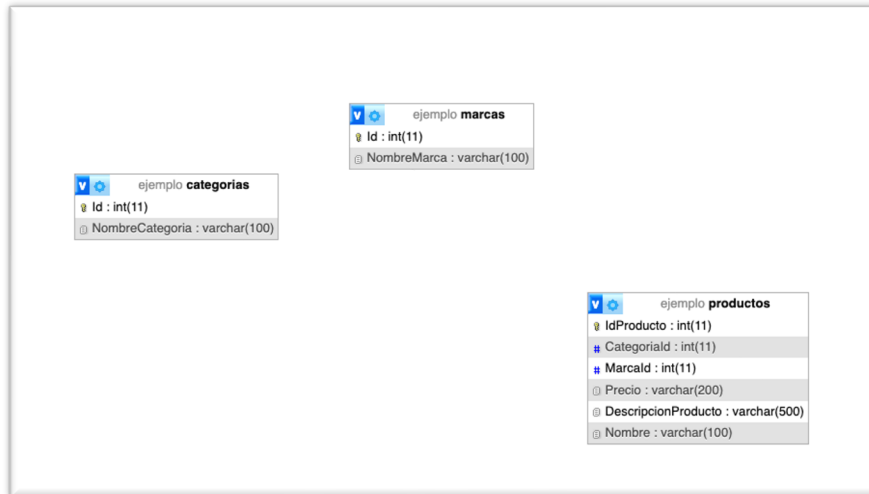 ejemplo marcas
Id : int(11)
NombreMarca : varchar(100)
ejemplo categorias
Id : int(11)
NombreCategoria : varchar(100)
ejemplo productos
IdProducto : int(11)
# CategoriaId : int(11)
# MarcaId : int(11)
Precio : varchar(200)
DescripcionProducto : varchar(500)
Nombre : varchar(100)